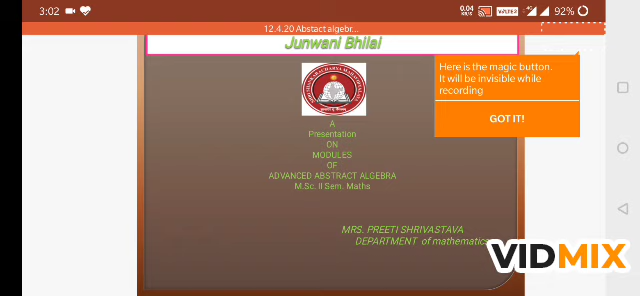 3:02
0.04
KB/S
VoLTE2
4G
92%
12.4.20 Abstact algebr...
Junwani Bhilai
A
Presentation
ON
MODULES
OF
ADVANCED ABSTRACT ALGEBRA
M.Sc. II Sem. Maths
MRS. PREETI SHRIVASTAVA
DEPARTMENT of mathematics
Here is the magic button.
It will be invisible while
recording
GOT IT!
VIDMIX